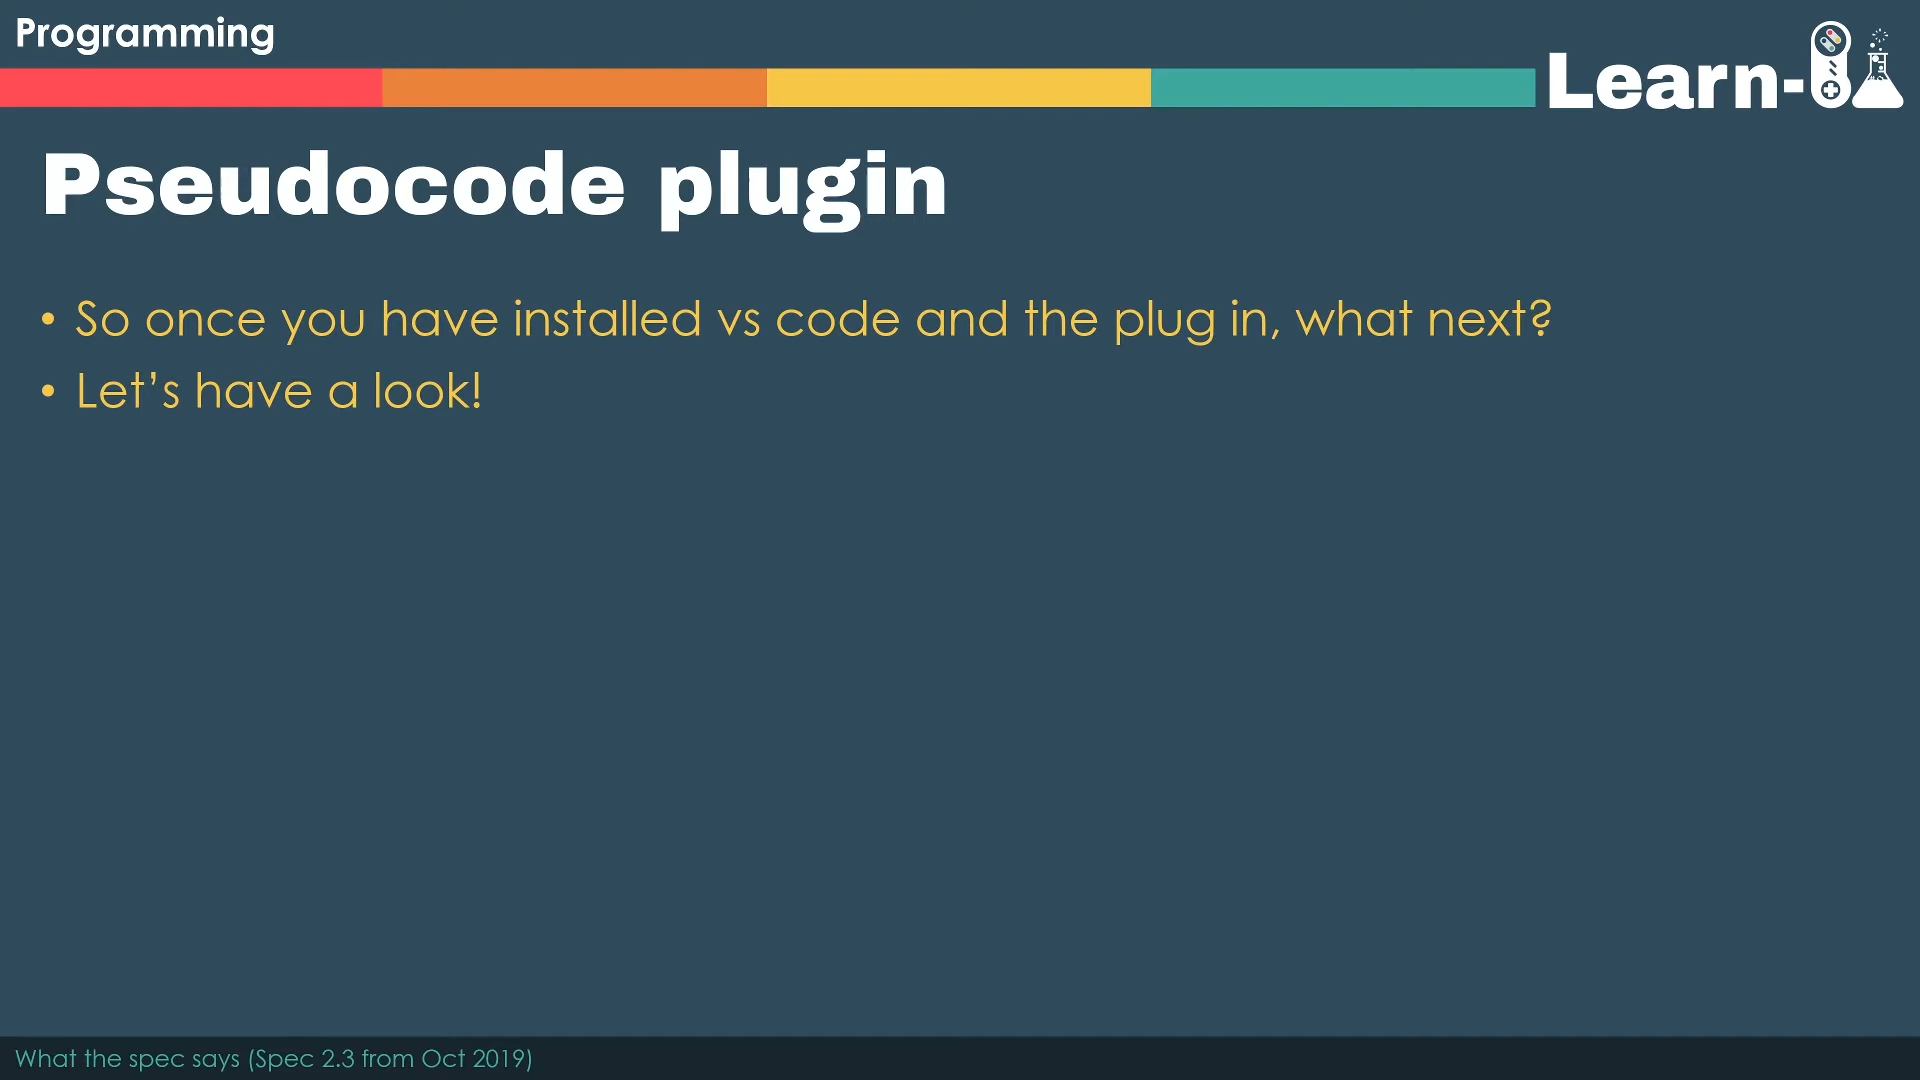 Programming
Learn-
Pseudocode plugin
• So once you have installed vs code and the plug in, what next?
• Let’s have a look!
What the spec says (Spec 2.3 from Oct 2019)